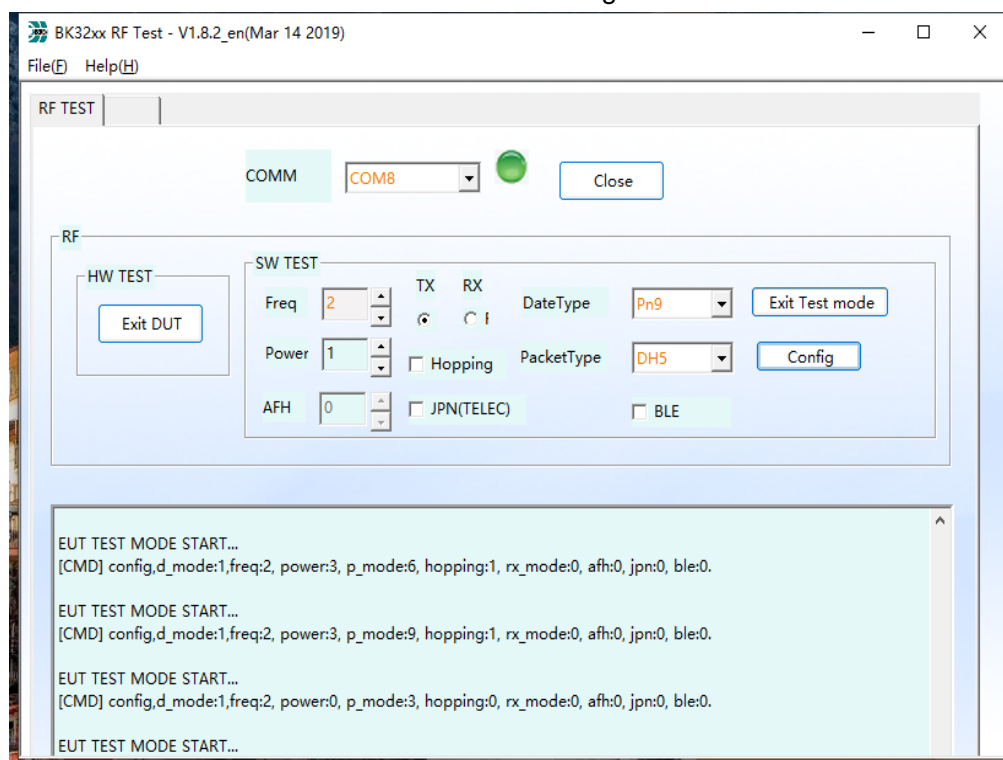 BK32xx RF Test - V1.8.2_en(Mar 14 2019)
File(F) Help(H)
RF TEST
COMM COM8 Close
RF
HW TEST
Exit DUT
SW TEST
TX RX
Freq 2 DateType Pn9 Exit Test mode
Power 1 Hopping PacketType DH5 Config
AFH 0 JPN(TELEC) BLE
EUT TEST MODE START...
[CMD] config,d_mode:1,freq:2, power:3, p_mode:6, hopping:1, rx_mode:0, afh:0, jpn:0, ble:0.
EUT TEST MODE START...
[CMD] config,d_mode:1,freq:2, power:3, p_mode:9, hopping:1, rx_mode:0, afh:0, jpn:0, ble:0.
EUT TEST MODE START...
[CMD] config,d_mode:1,freq:2, power:0, p_mode:3, hopping:0, rx_mode:0, afh:0, jpn:0, ble:0.
EUT TEST MODE START...